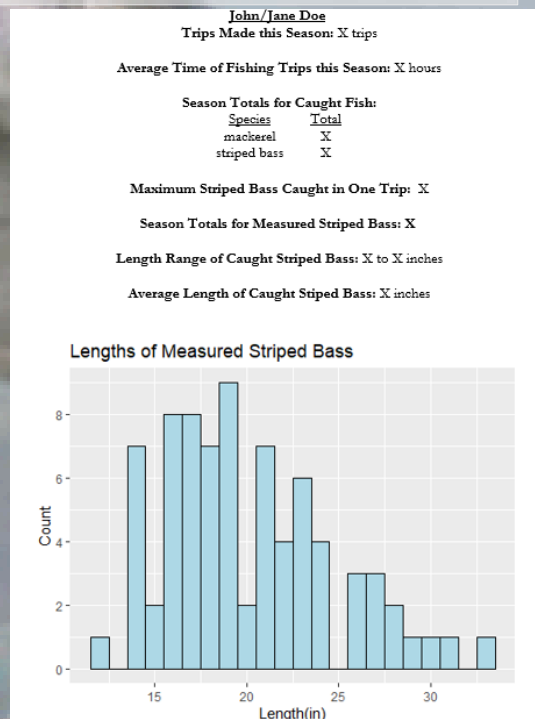 John/Jane Doe
Trips Made this Season: X trips
Average Time of Fishing Trips this Season: X hours
Season Totals for Caught Fish:
Species Total
mackerel X
striped bass X
Maximum Striped Bass Caught in One Trip: X
Season Totals for Measured Striped Bass: X
Length Range of Caught Striped Bass: X to X inches
Average Length of Caught Stiped Bass: X inches
Lengths of Measured Striped Bass
8
6
4
2
0
Count
15 20 25 30
Length(in)